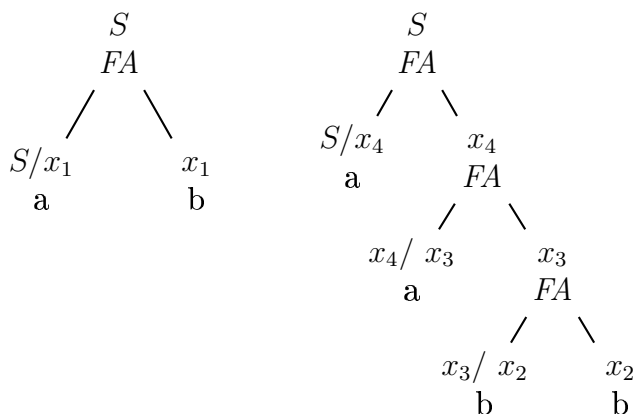 S S
FA FA
S/x₁ x₁ S/x₄ x₄
a b a FA
x₄/ x₃ x₃
a FA
x₃/ x₂ x₂
b b